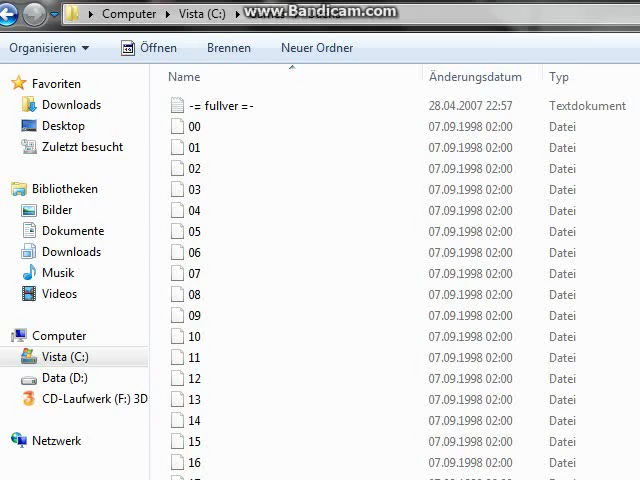 www.Bandicam.com
Computer Vista (C:)
Organisieren Öffnen Brennen Neuer Ordner
Name Änderungsdatum Typ
Favoriten
Downloads
Desktop
Zuletzt besucht
Bibliotheken
Bilder
Dokumente
Downloads
Musik
Videos
Computer
Vista (C:)
Data (D:)
CD-Laufwerk (F:) 3D
Netzwerk
-= fullver =- 28.04.2007 22:57 Textdokument
00 07.09.1998 02:00 Datei
01 07.09.1998 02:00 Datei
02 07.09.1998 02:00 Datei
03 07.09.1998 02:00 Datei
04 07.09.1998 02:00 Datei
05 07.09.1998 02:00 Datei
06 07.09.1998 02:00 Datei
07 07.09.1998 02:00 Datei
08 07.09.1998 02:00 Datei
09 07.09.1998 02:00 Datei
10 07.09.1998 02:00 Datei
11 07.09.1998 02:00 Datei
12 07.09.1998 02:00 Datei
13 07.09.1998 02:00 Datei
14 07.09.1998 02:00 Datei
15 07.09.1998 02:00 Datei
16 07.09.1998 02:00 Datei